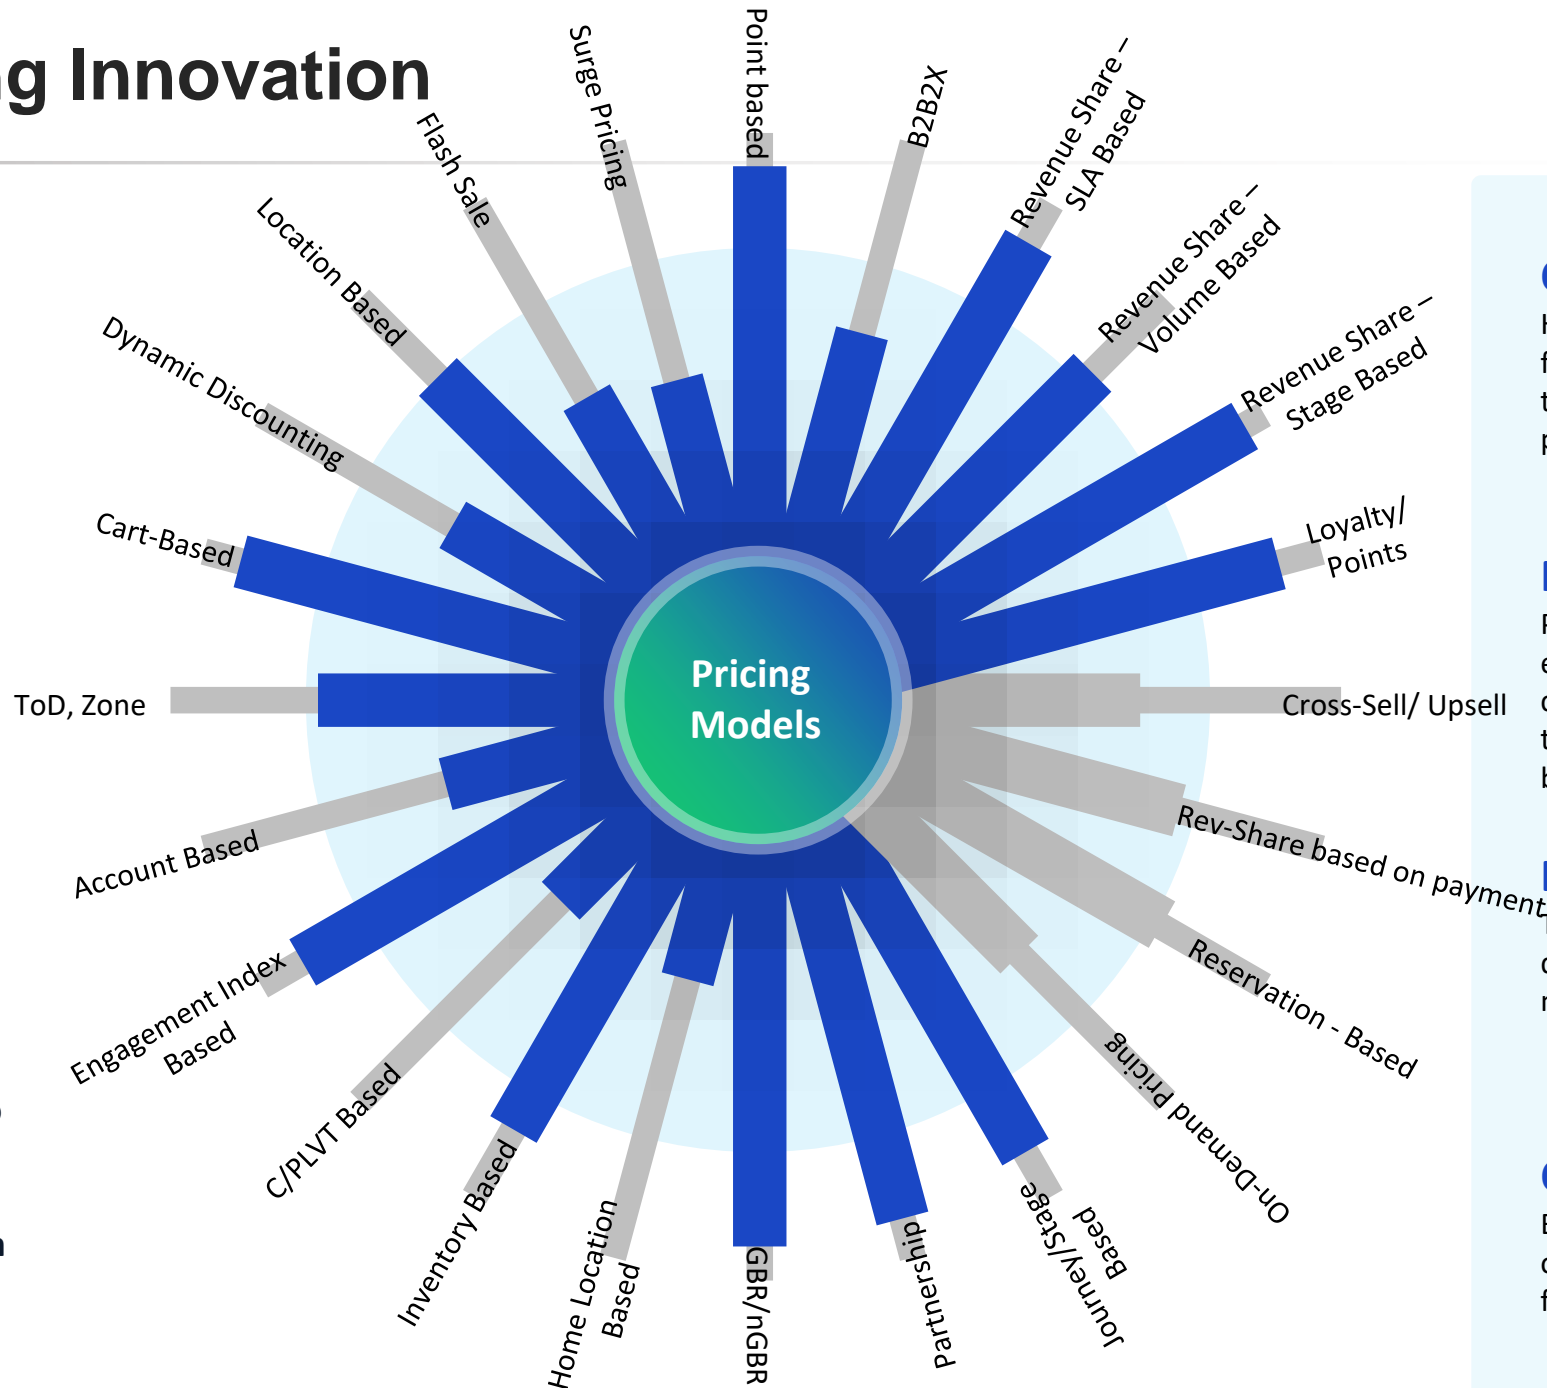 Innovation
Point based
B2B2X
Revenue Share –
SLA Based
Revenue Share –
Volume Based
Revenue Share –
Stage Based
Loyalty/
Points
Cross-Sell/ Upsell
Rev-Share based on payment
Reservation - Based
On-Demand Pricing
Journey/Stage
Based
Partnership
GBR/nGBR
Home Location
Based
Inventory Based
C/PLVT Based
Engagement Index
Based
Account Based
ToD, Zone
Cart-Based
Dynamic Discounting
Location Based
Flash Sale
Surge Pricing
Pricing
Models